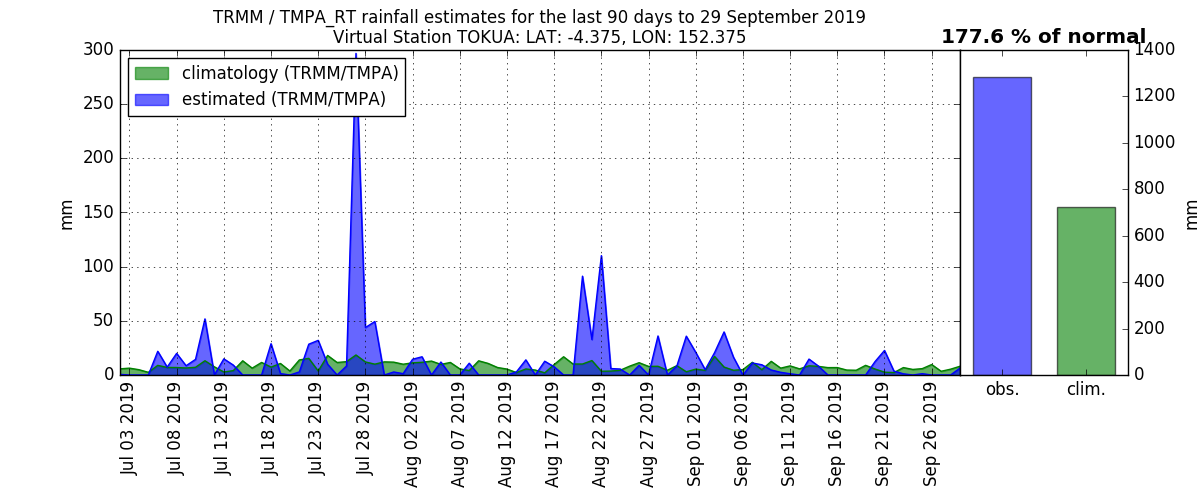 TRMM / TMPA_RT rainfall estimates for the last 90 days to 29 September 2019
Virtual Station TOKUA: LAT: -4.375, LON: 152.375
177.6 % of normal
climatology (TRMM/TMPA)
estimated (TRMM/TMPA)
300
250
200
150
100
50
0
mm
Jul 03 2019
Jul 08 2019
Jul 13 2019
Jul 18 2019
Jul 23 2019
Jul 28 2019
Aug 02 2019
Aug 07 2019
Aug 12 2019
Aug 17 2019
Aug 22 2019
Aug 27 2019
Sep 01 2019
Sep 06 2019
Sep 11 2019
Sep 16 2019
Sep 21 2019
Sep 26 2019
1400
1200
1000
800
600
400
200
0
mm
obs.
clim.